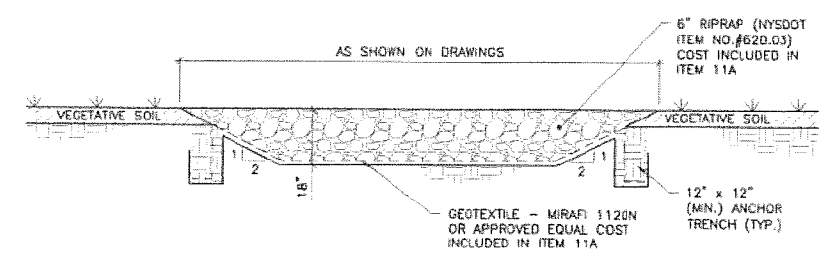 6" RIPRAP (NYSDOT
ITEM NO.#620.03)
COST INCLUDED IN
ITEM 11A
AS SHOWN ON DRAWINGS
VEGETATIVE SOIL
VEGETATIVE SOIL
1
2
18"
2
1
12" x 12"
(MIN.) ANCHOR
TRENCH (TYP.)
GEOTEXTILE - MIRAFI 1120N
OR APPROVED EQUAL COST
INCLUDED IN ITEM 11A